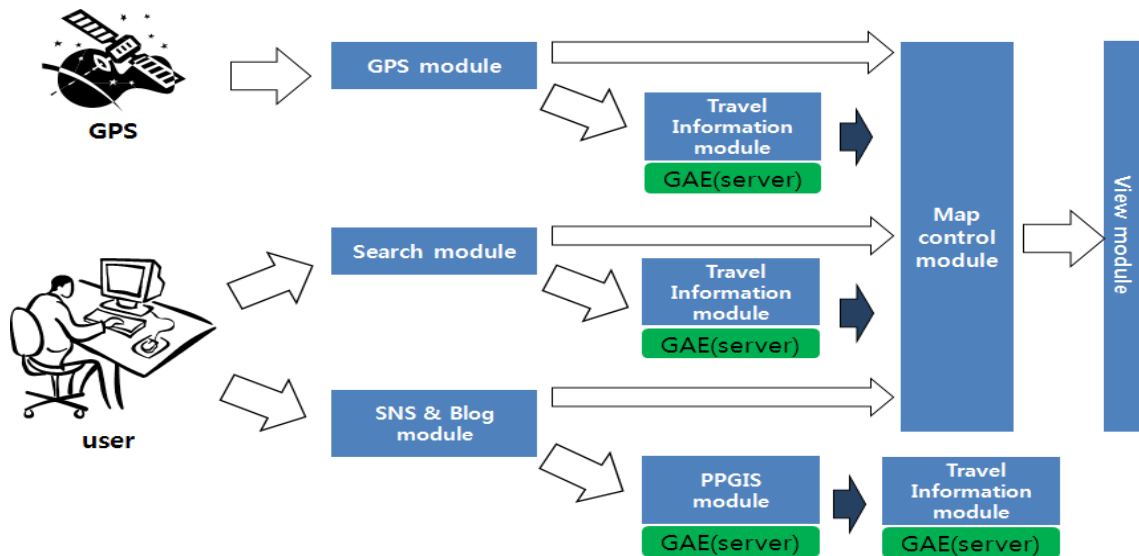 GPS
GPS module
Travel
Information
module
GAE(server)
Search module
Travel
Information
module
GAE(server)
user
SNS & Blog
module
PPGIS
module
GAE(server)
Travel
Information
module
GAE(server)
Map
control
module
View module